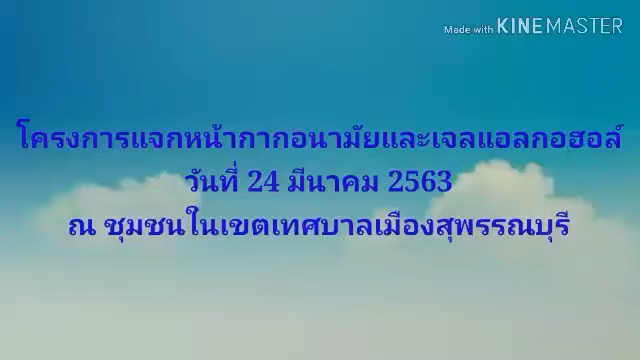 Made with KINEMASTER
โครงการแจกหน้ากากอนามัยและเจลแอลกอฮอล์
วันที่ 24 มีนาคม 2563
ณ ชุมชนในเขตเทศบาลเมืองสุพรรณบุรี